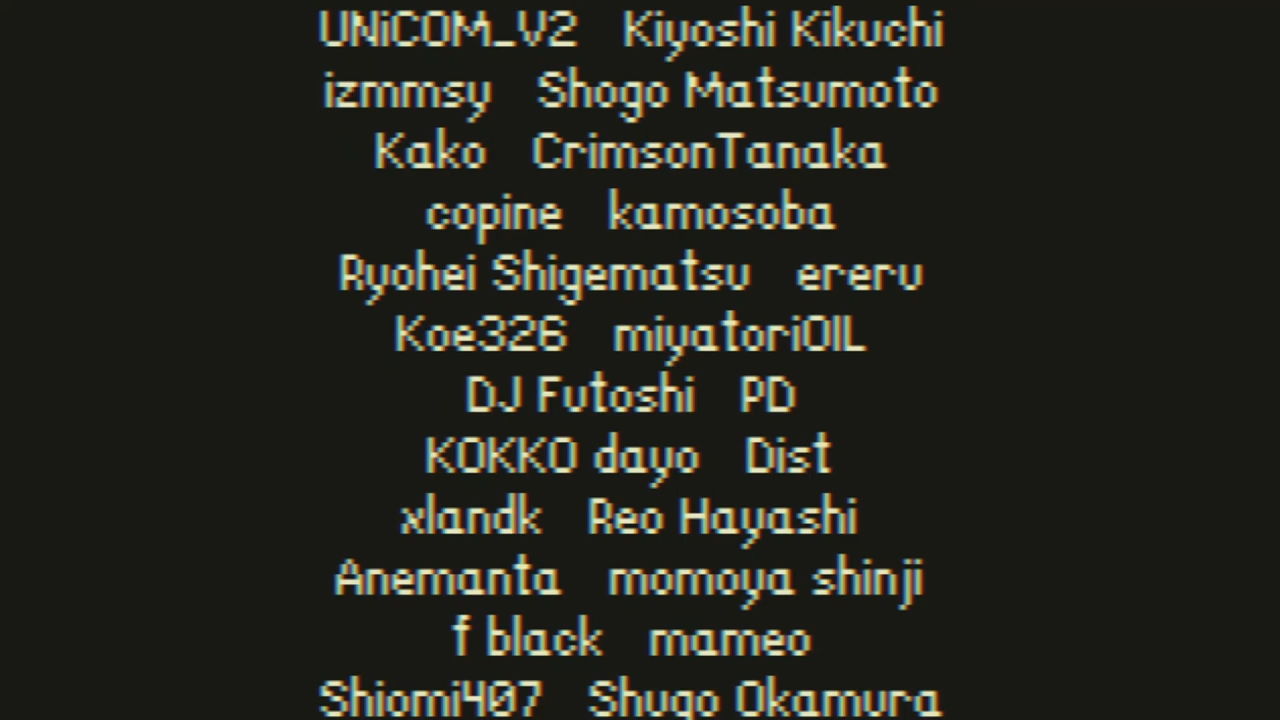 UNiCOM_V2 Kiyoshi Kikuchi
izmmsy Shogo Matsumoto
Kako CrimsonTanaka
copine kamosoba
Ryohei Shigematsu ereru
Koe326 miyatoriOIL
DJ Futoshi PD
KOKKO dayo Dist
xlandk Reo Hayashi
Anemanta momoya shinji
f black mameo
Shiomi407 Shugo Okamura